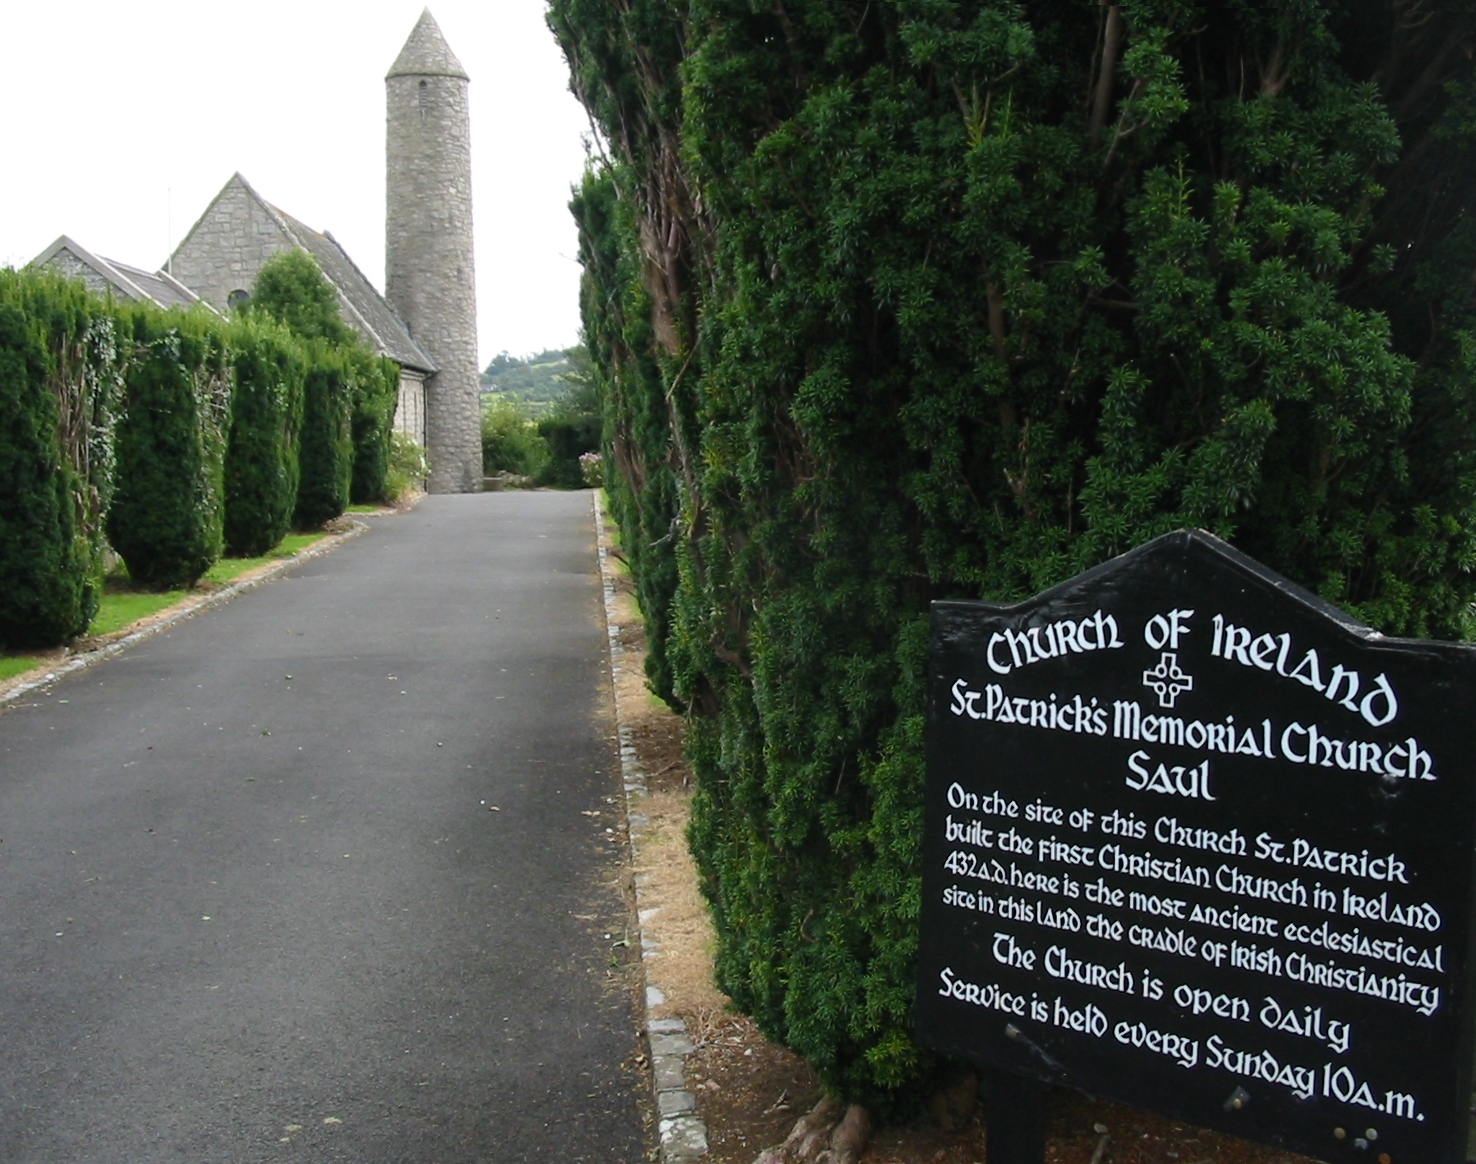 Church of Ireland
St. Patrick's Memorial Church
Saul
On the site of this Church St. Patrick
built the first Christian Church in Ireland
432 a.d. here is the most ancient ecclesiastical
site in this land the cradle of Irish Christianity
The Church is open daily
Service is held every Sunday 10 a.m.